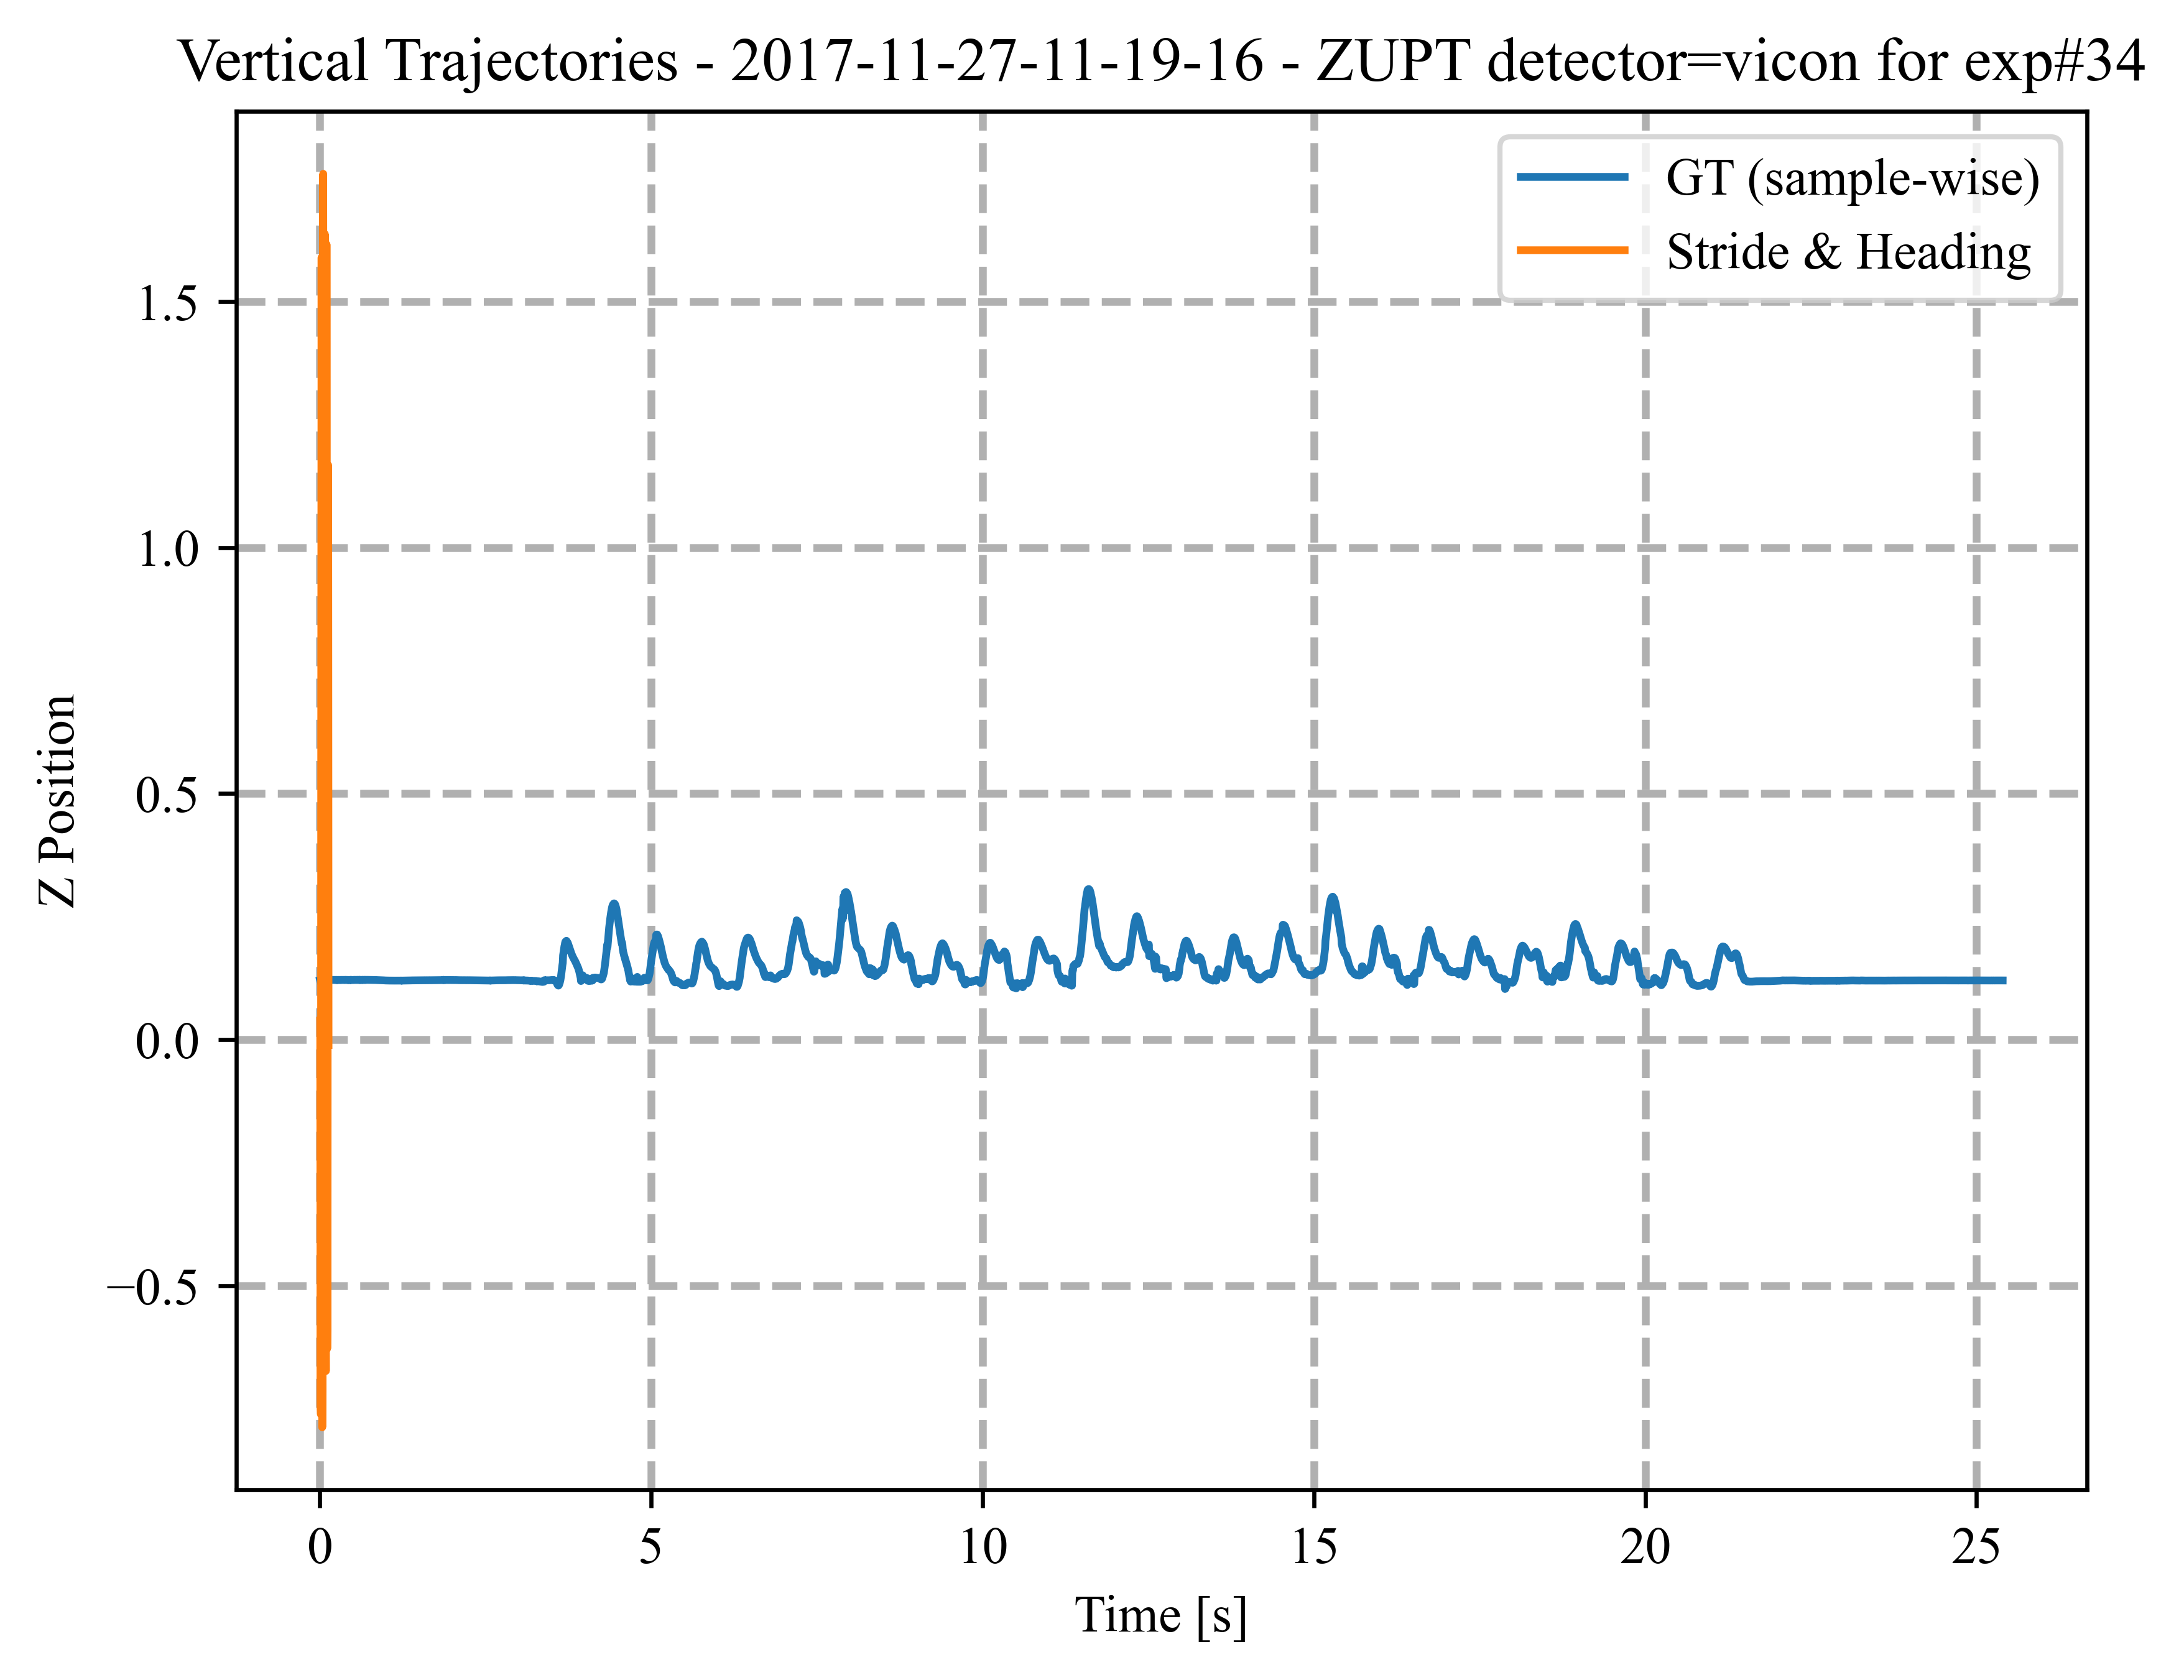 Vertical Trajectories - 2017-11-27-11-19-16 - ZUPT detector=vicon for exp#34
GT (sample-wise)
Stride & Heading
1.5
1.0
0.5
0.0
−0.5
Z Position
0 5 10 15 20 25
Time [s]